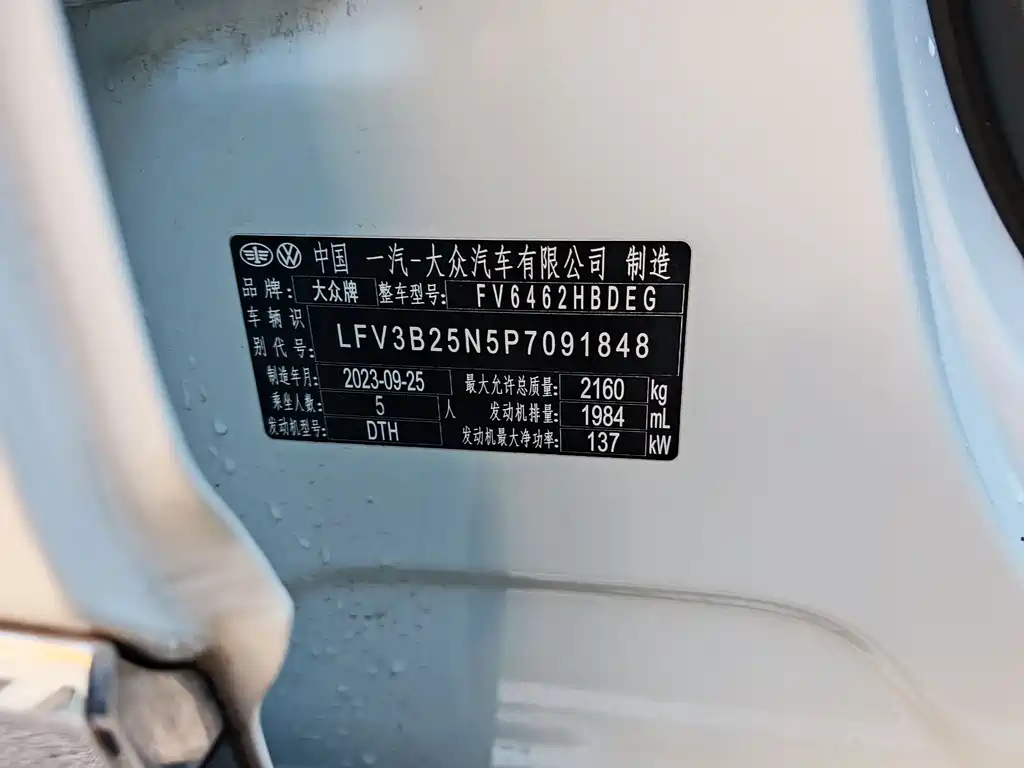 中国 一汽-大众汽车有限公司 制造
品牌: 大众牌 整车型号: FV6462HBDEG
车辆识别代号: LFV3B25N5P7091848
制造年月: 2023-09-25 最大允许总质量: 2160 kg
乘坐人数: 5 人 发动机排量: 1984 mL
发动机型号: DTH 发动机最大净功率: 137 kW